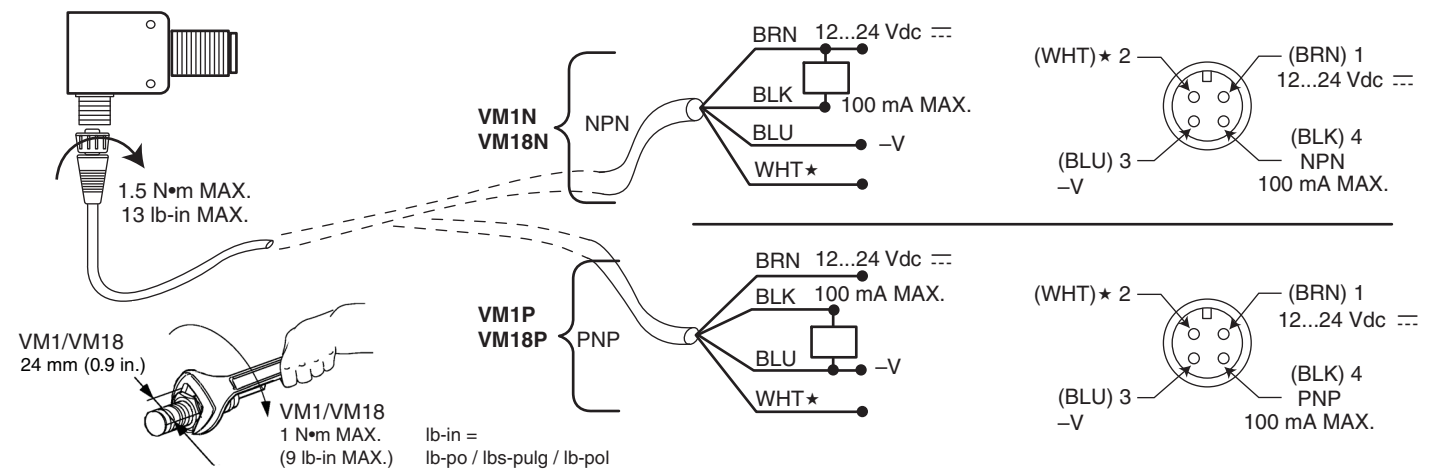 1.5 N•m MAX.
13 lb-in MAX.
VM1/VM18
24 mm (0.9 in.)
VM1/VM18
1 N•m MAX.
(9 lb-in MAX.)
lb-in =
lb-po / lbs-pulg / lb-pol
VM1N
VM18N
NPN
BRN 12...24 Vdc ⎓
BLK
100 mA MAX.
BLU
–V
WHT★
(WHT)★ 2
(BRN) 1
12...24 Vdc ⎓
(BLU) 3
–V
(BLK) 4
NPN
100 mA MAX.
VM1P
VM18P
PNP
BRN 12...24 Vdc ⎓
BLK 100 mA MAX.
BLU
–V
WHT★
(WHT)★ 2
(BRN) 1
12...24 Vdc ⎓
(BLU) 3
–V
(BLK) 4
PNP
100 mA MAX.